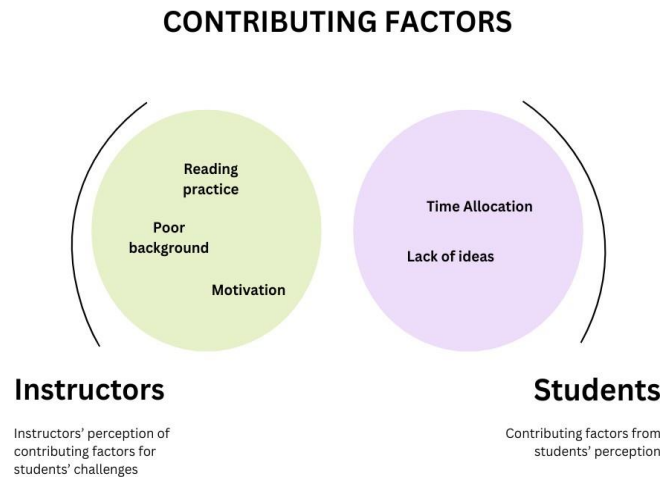 CONTRIBUTING FACTORS
Reading
practice
Poor
background
Motivation
Time Allocation
Lack of ideas
Instructors
Instructors' perception of
contributing factors for
students' challenges
Students
Contributing factors from
students' perception